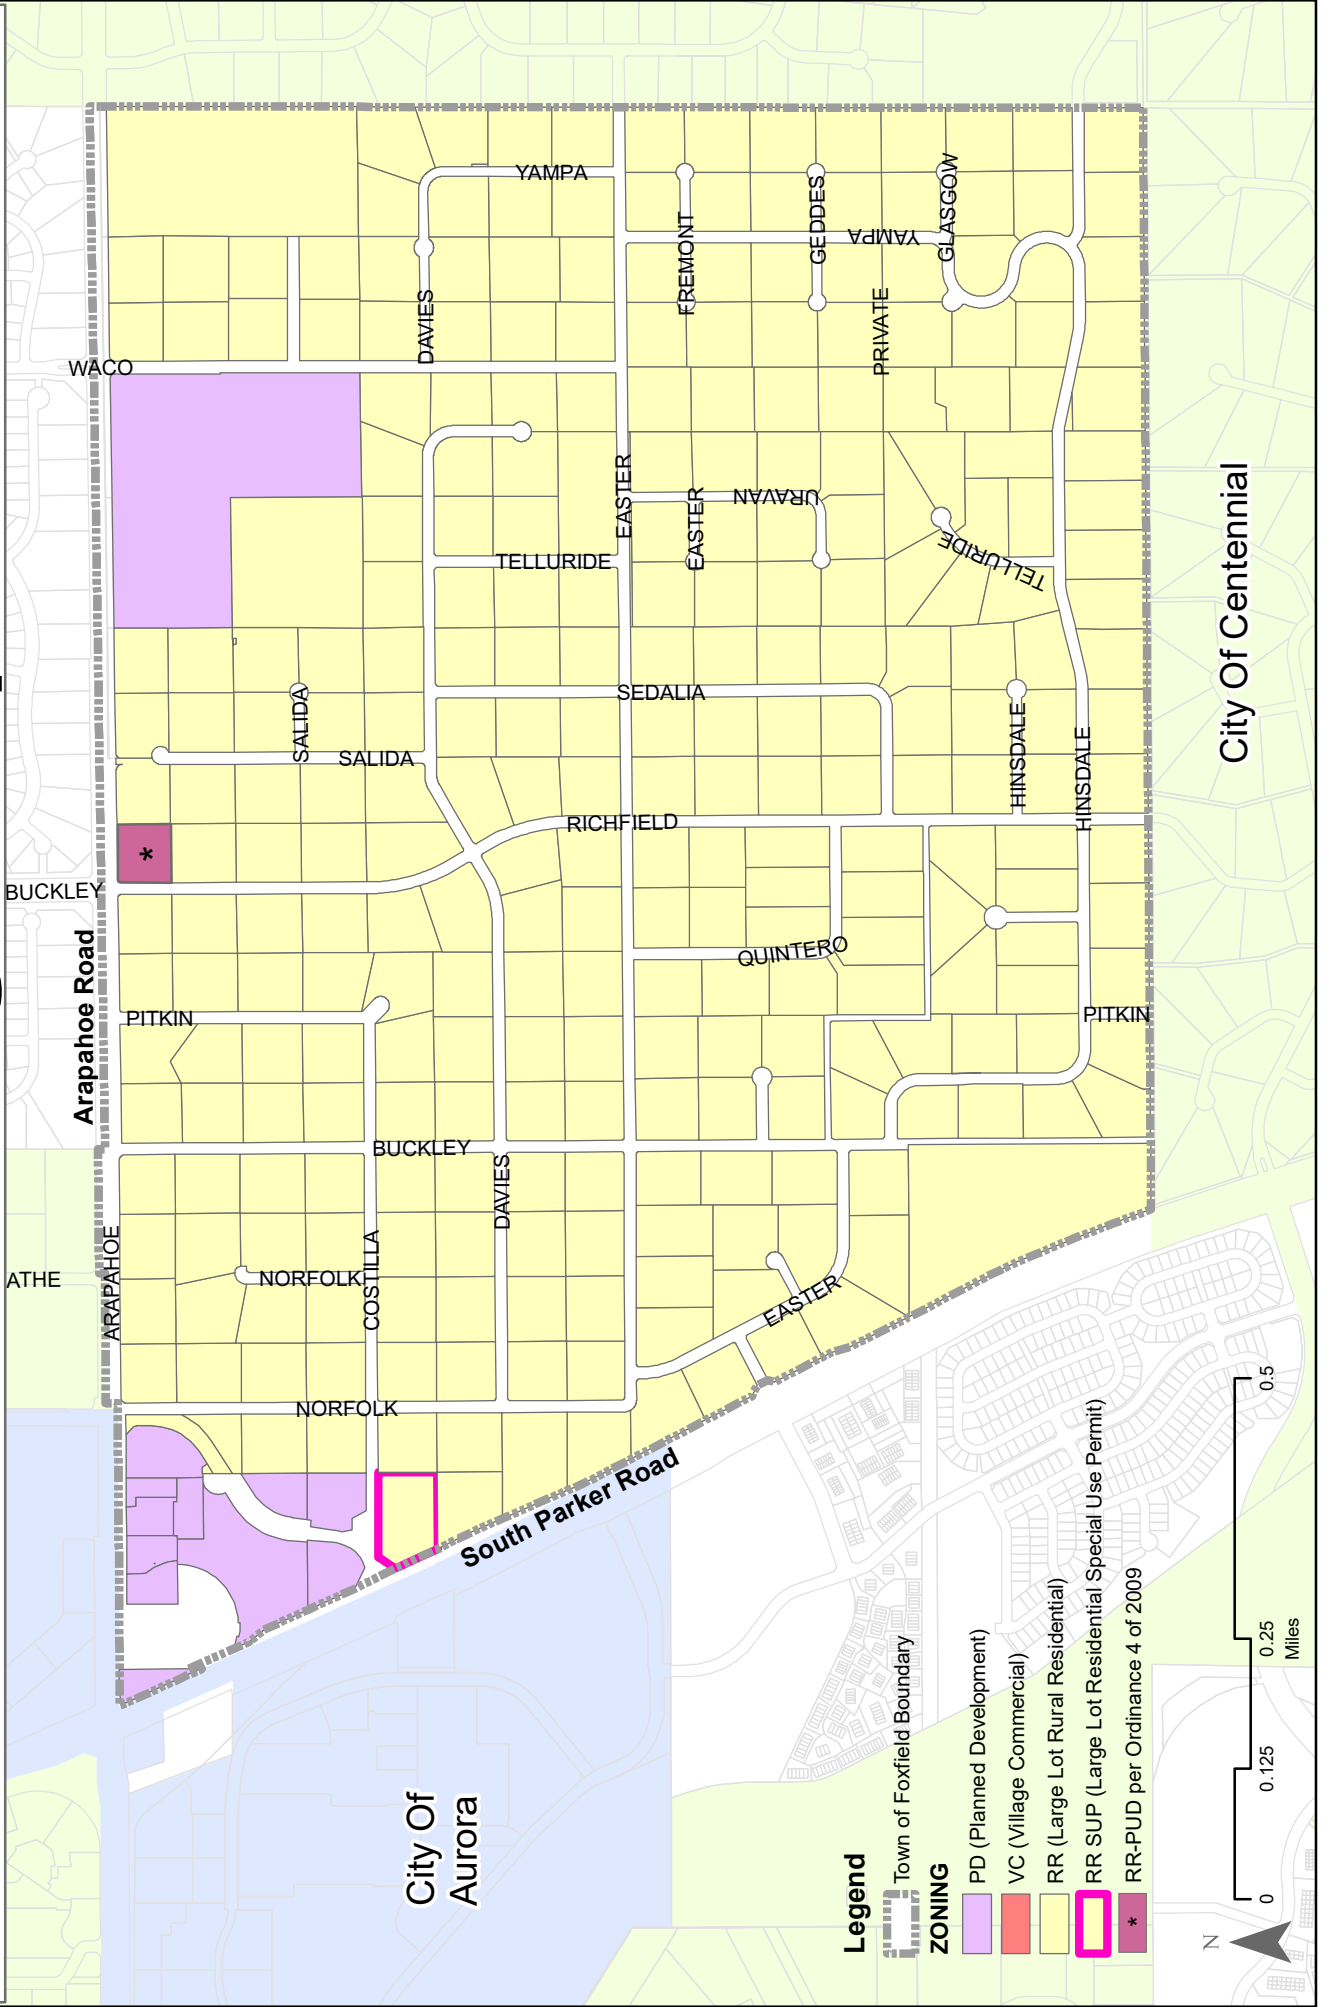 WACO
YAMPA
DAVIES
FREMONT
GEDDES
GLASGOW
YAMPA
PRIVATE
EASTER
EASTER
URAVAN
TELLURIDE
TELLURIDE
SALIDA
SALIDA
SEDALIA
HINSDALE
HINSDALE
RICHFIELD
*
BUCKLEY
Arapahoe Road
QUINTERO
PITKIN
PITKIN
BUCKLEY
DAVIES
ARAPAHOE
ATHE
NORFOLK
COSTILLA
EASTER
NORFOLK
South Parker Road
City Of Centennial
City Of
Aurora
Legend
Town of Foxfield Boundary
ZONING
PD (Planned Development)
VC (Village Commercial)
RR (Large Lot Rural Residential)
RR SUP (Large Lot Residential Special Use Permit)
* RR-PUD per Ordinance 4 of 2009
N
0 0.125 0.25 0.5
Miles